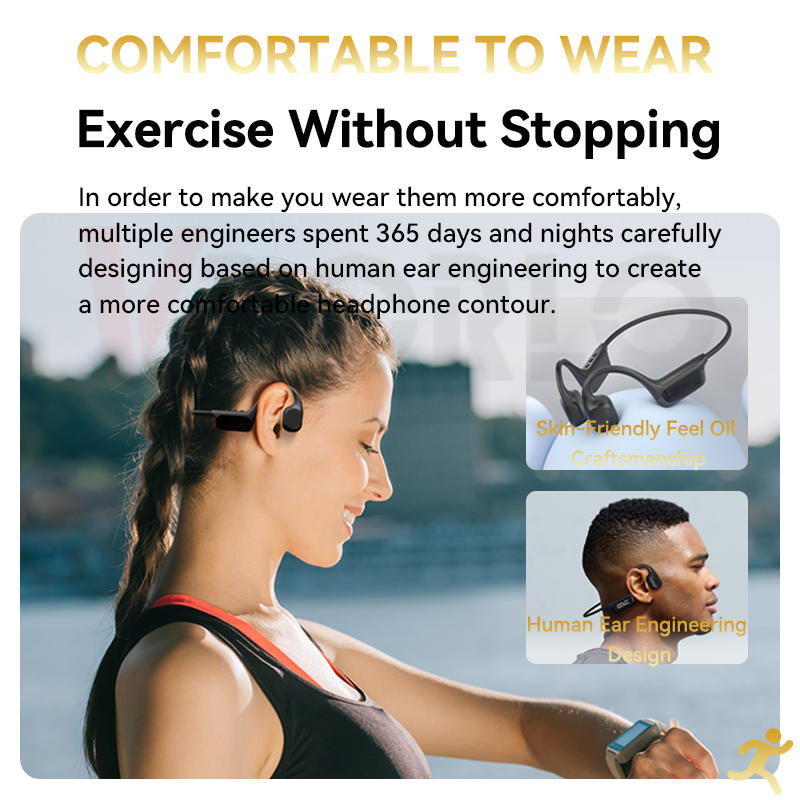 COMFORTABLE TO WEAR
Exercise Without Stopping
In order to make you wear them more comfortably,
multiple engineers spent 365 days and nights carefully
designing based on human ear engineering to create
a more comfortable headphone contour.
Skin-Friendly Feel Oil
Craftsmanship
Human Ear Engineering
Design